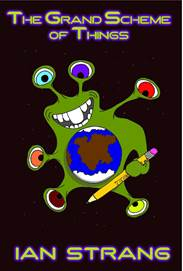 THE GRAND SCHEME
OF THINGS
IAN STRANG